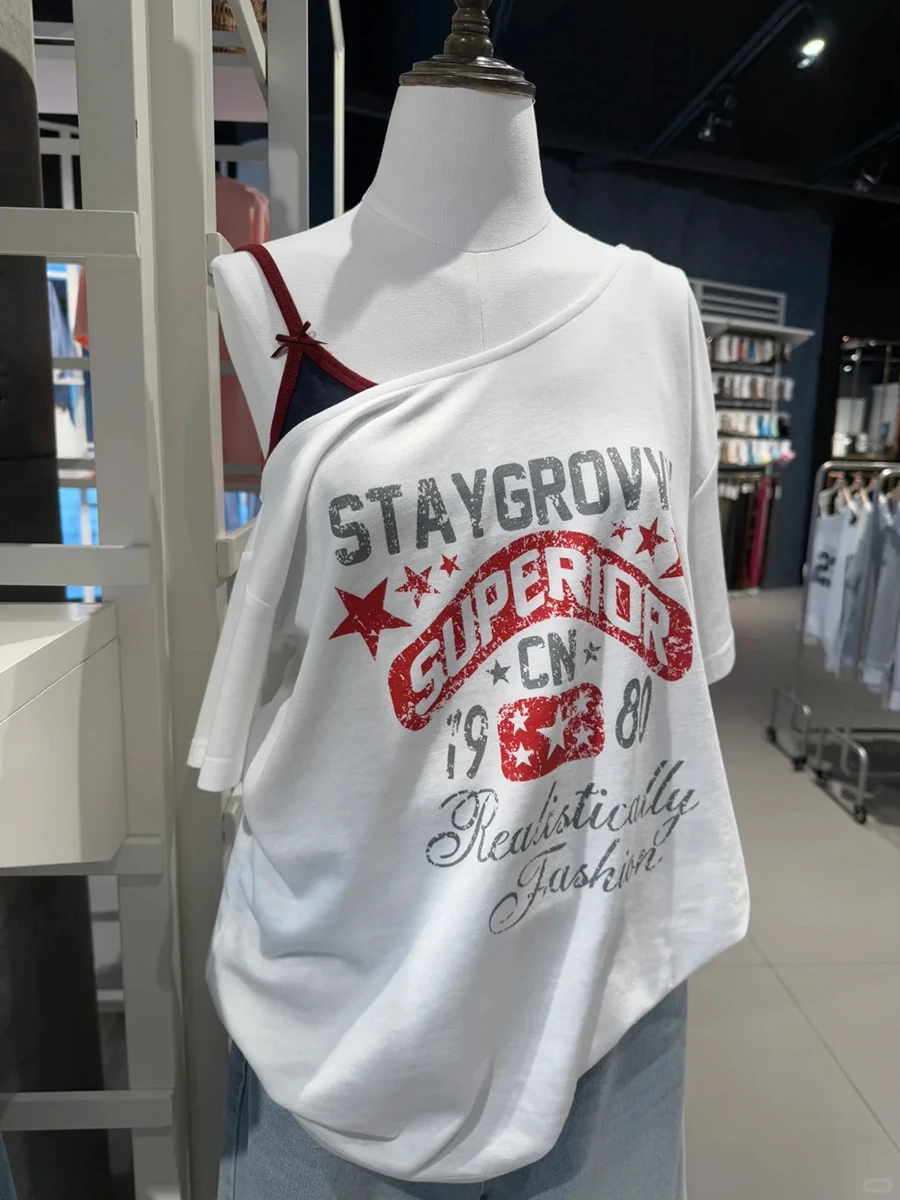 STAYGROVY
SUPERIOR
CN
19 80
Realistically
Fashion